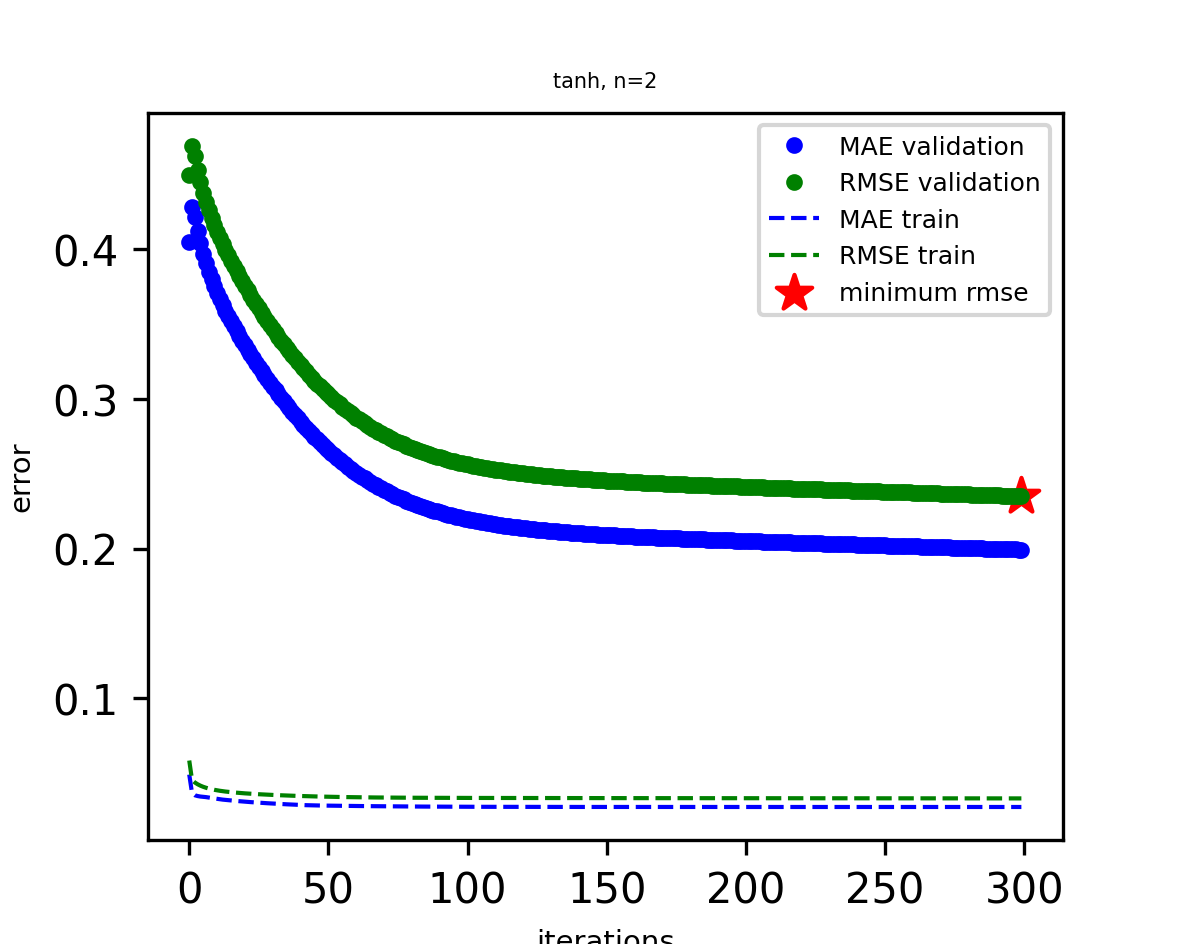 tanh, n=2
MAE validation
RMSE validation
MAE train
RMSE train
minimum rmse
error
0.4
0.3
0.2
0.1
0 50 100 150 200 250 300
iterations